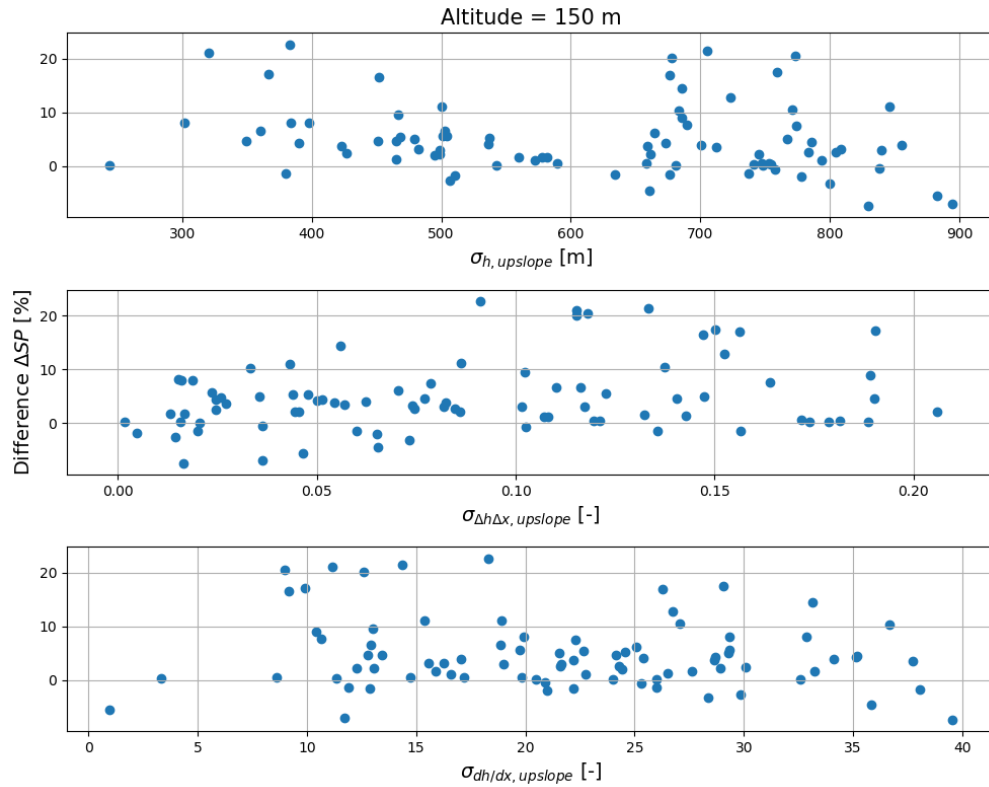 Altitude = 150 m
20
10
0
300 400 500 600 700 800 900
σh, upslope [m]
Difference ΔSP [%]
20
10
0
0.00 0.05 0.10 0.15 0.20
σΔhΔx, upslope [-]
20
10
0
0 5 10 15 20 25 30 35 40
σdh/dx, upslope [-]